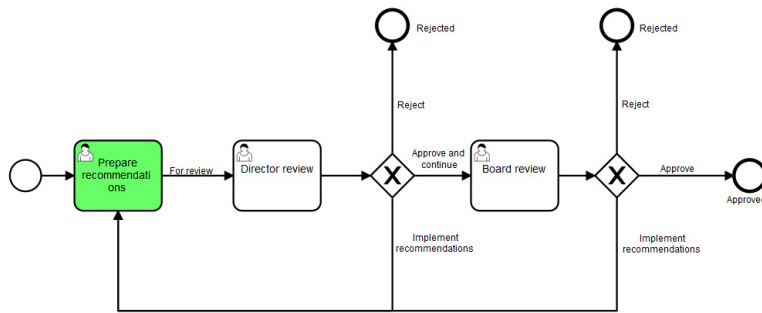 Rejected
Rejected
Reject
Reject
Prepare
recommendati
ons
For review
Director review
Approve and
continue
X
Board review
X
Approve
Approved
Implement
recommendations
Implement
recommendations